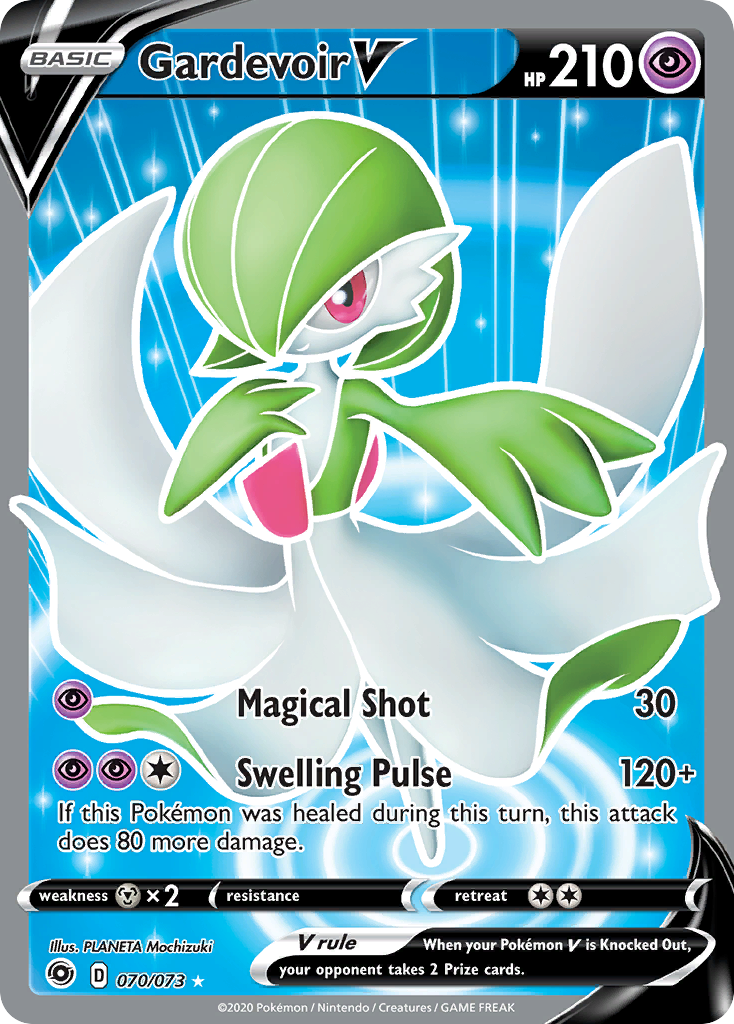 BASIC Gardevoir V HP 210
Magical Shot 30
Swelling Pulse 120+
If this Pokémon was healed during this turn, this attack
does 80 more damage.
weakness ×2 resistance retreat
Illus. PLANETA Mochizuki
V rule When your Pokémon V is Knocked Out,
your opponent takes 2 Prize cards.
D 070/073
©2020 Pokémon / Nintendo / Creatures / GAME FREAK